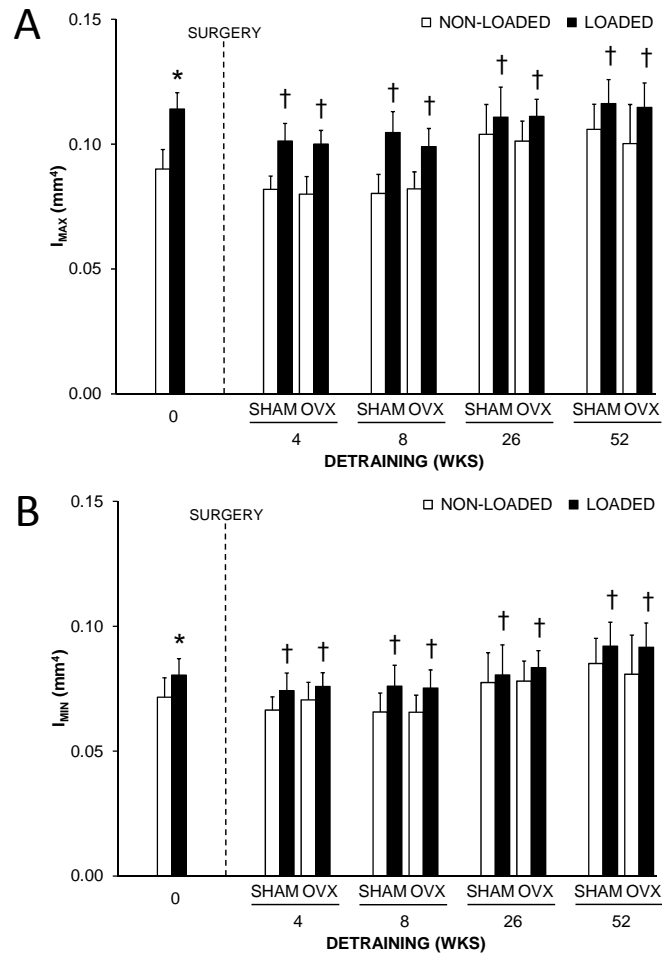 A
0.15
SURGERY
NON-LOADED LOADED
*
† † † † † † † †
0.10
I_MAX (mm⁴)
0.05
0.00
SHAM OVX SHAM OVX SHAM OVX SHAM OVX
0 4 8 26 52
DETRAINING (WKS)
B
0.15
SURGERY
NON-LOADED LOADED
0.10
*
† † † † † † † †
I_MIN (mm⁴)
0.05
0.00
SHAM OVX SHAM OVX SHAM OVX SHAM OVX
0 4 8 26 52
DETRAINING (WKS)